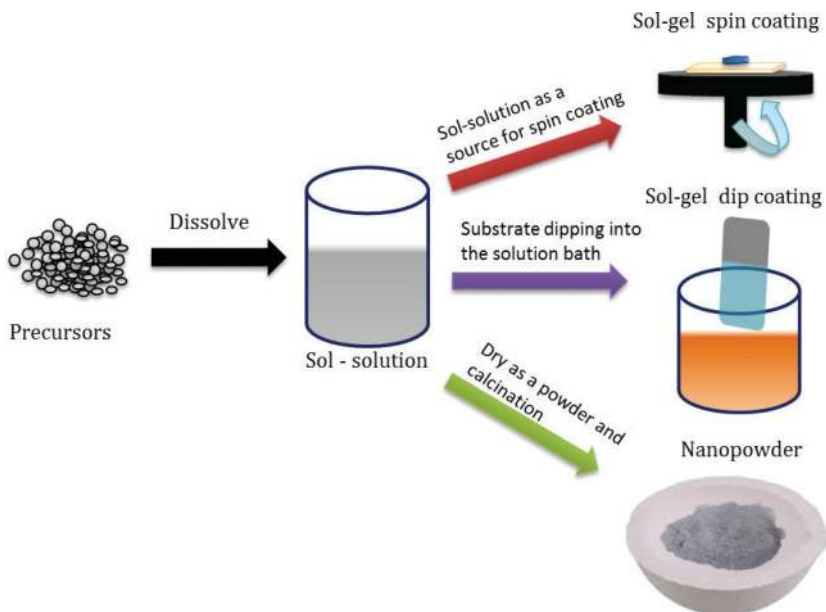 Sol-gel spin coating
Sol-solution as a
source for spin coating
Sol-gel dip coating
Dissolve
Substrate dipping into
the solution bath
Precursors
Sol - solution
Dry as a powder and
calcination
Nanopowder